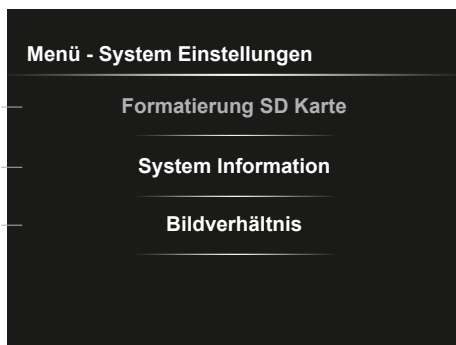 Menü - System Einstellungen
Formatierung SD Karte
System Information
Bildverhältnis